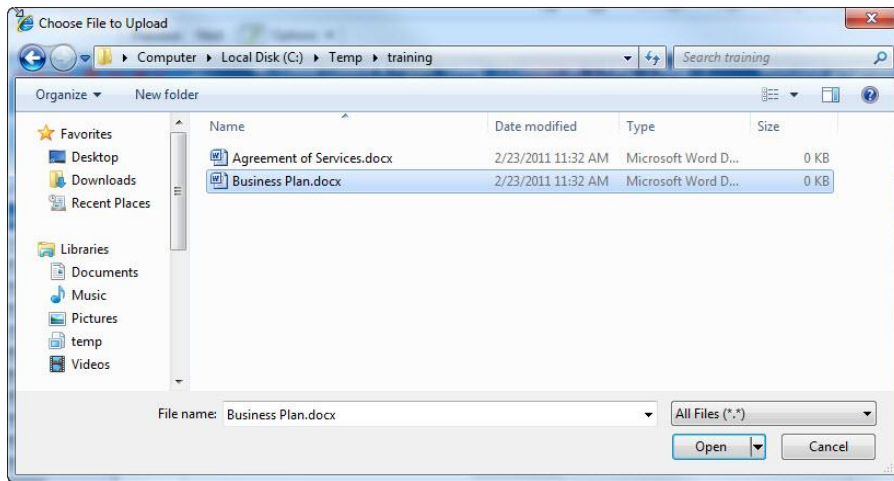 Choose File to Upload
Computer Local Disk (C:) Temp training
Search training
Organize New folder
Favorites
Desktop
Downloads
Recent Places
Libraries
Documents
Music
Pictures
temp
Videos
Name Date modified Type Size
Agreement of Services.docx 2/23/2011 11:32 AM Microsoft Word D... 0 KB
Business Plan.docx 2/23/2011 11:32 AM Microsoft Word D... 0 KB
File name: Business Plan.docx All Files (*.*)
Open Cancel